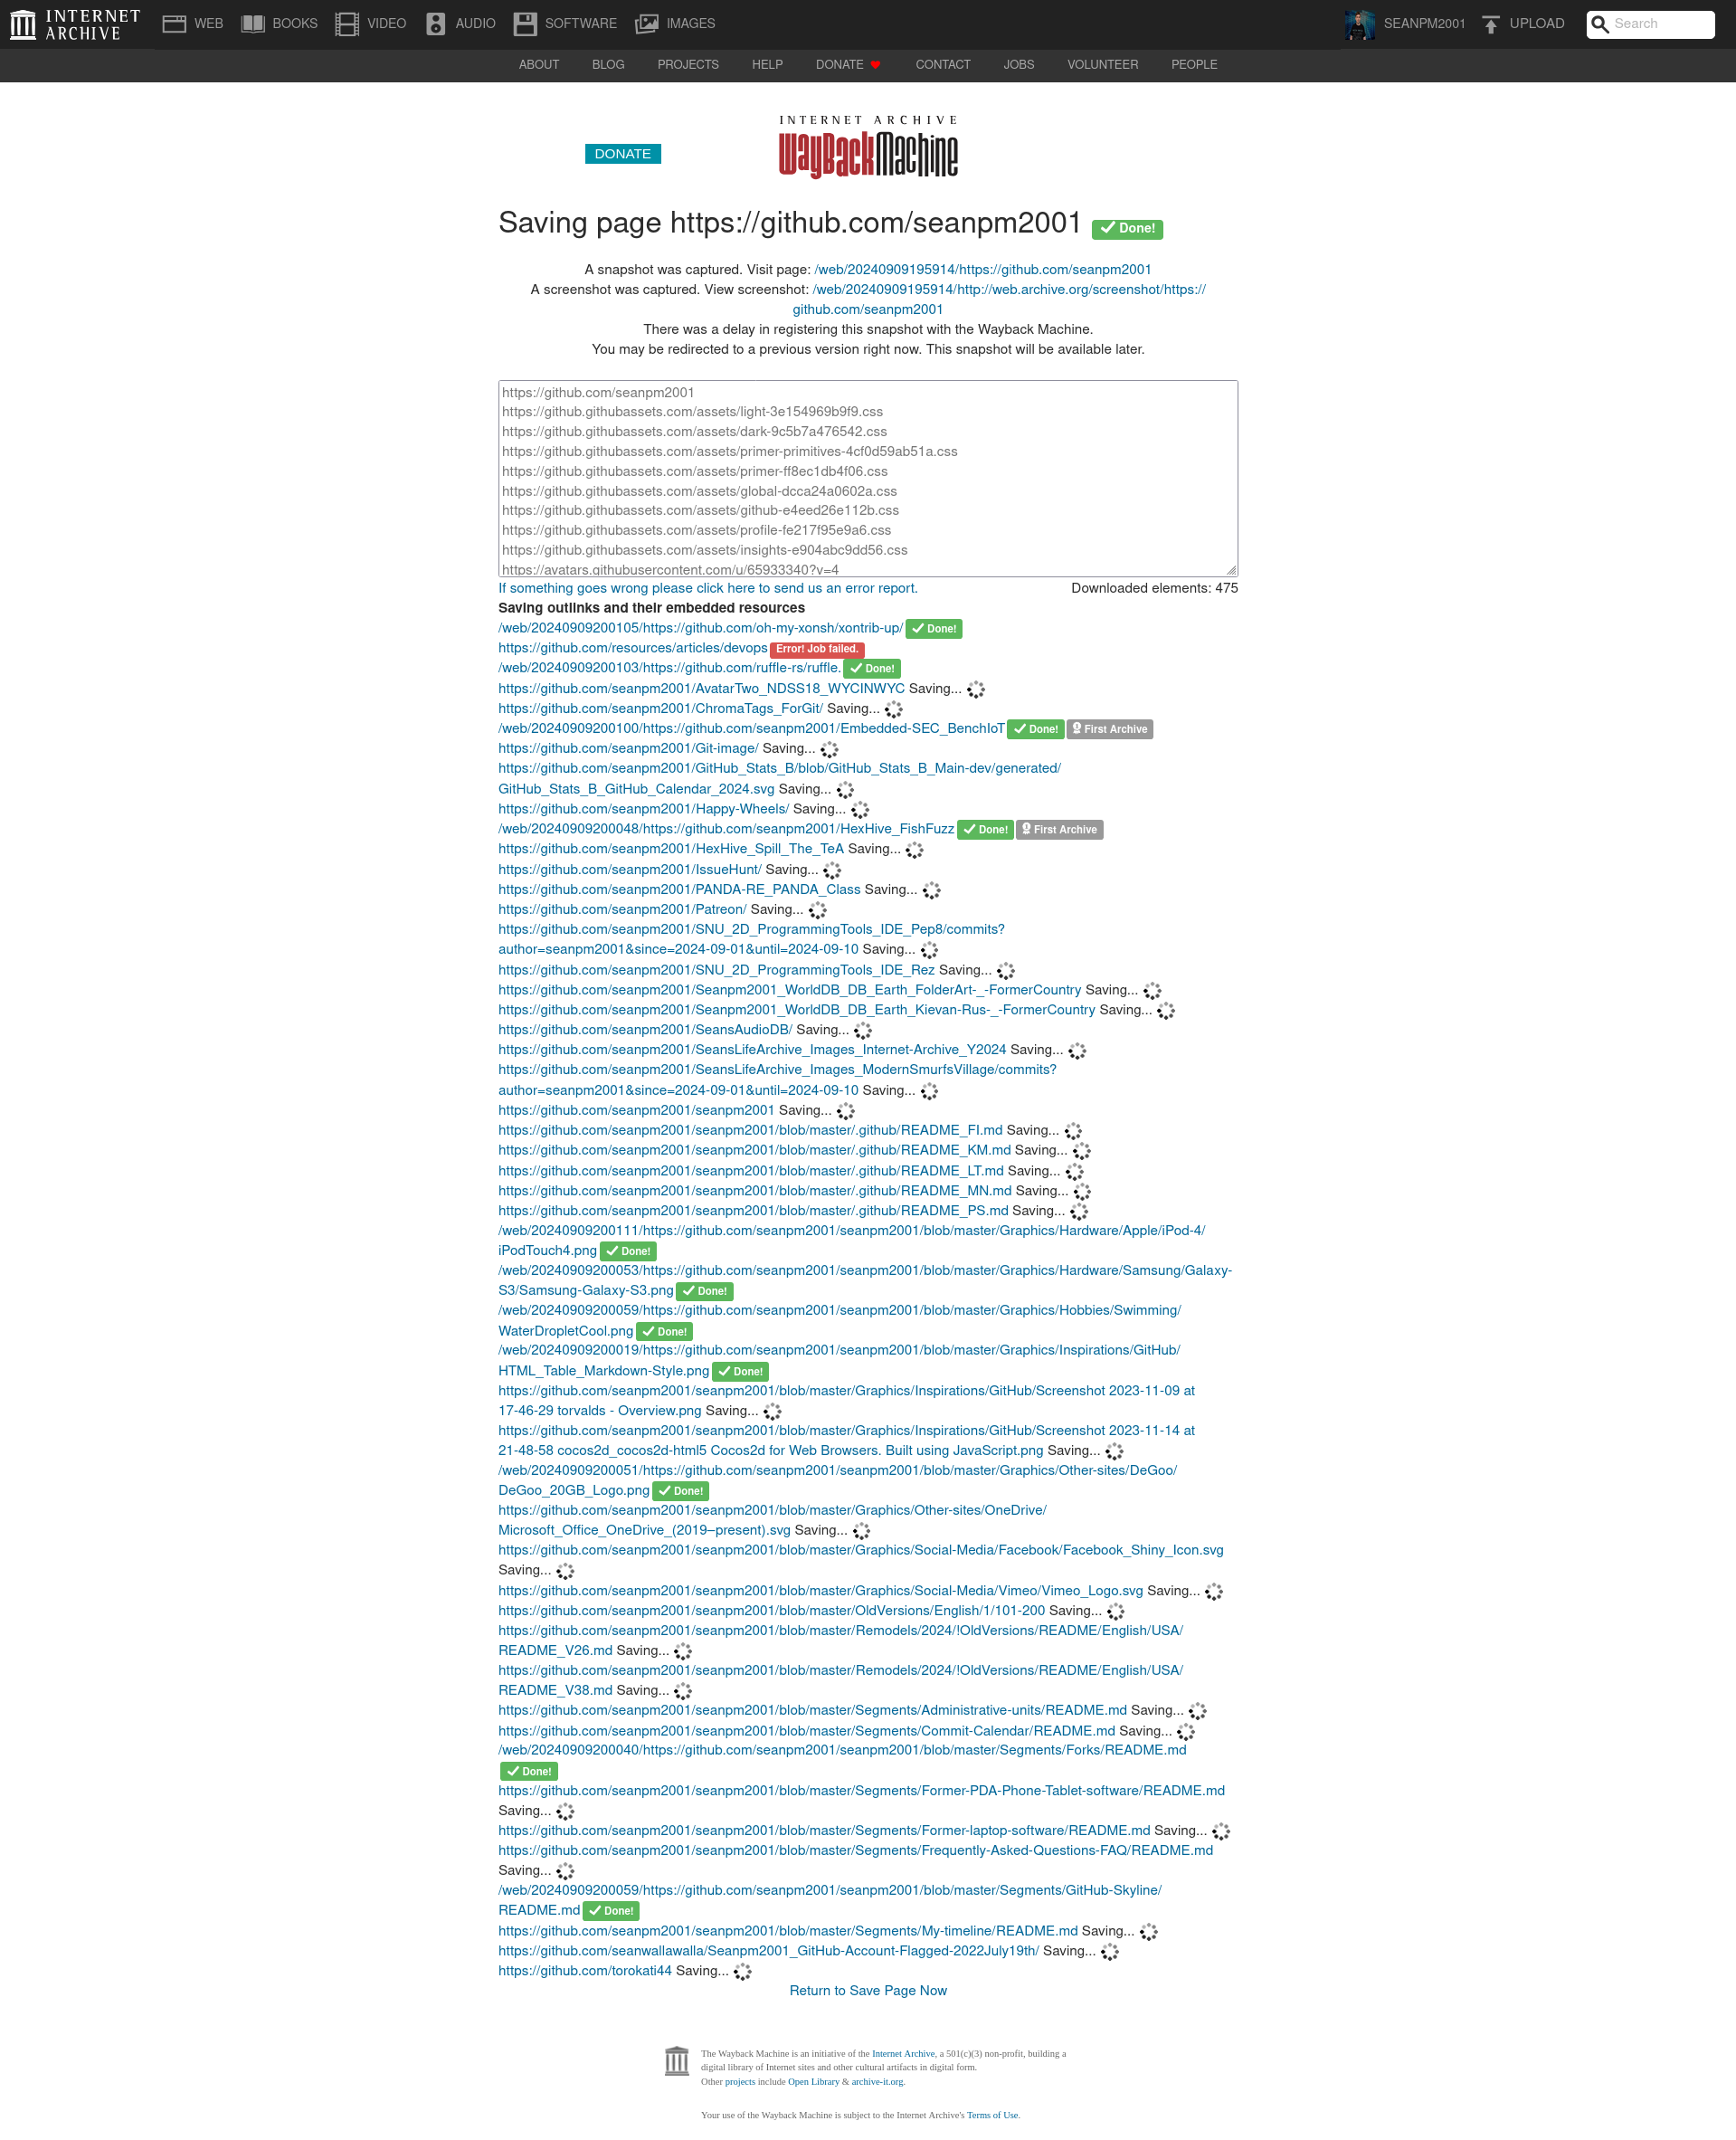 INTERNET ARCHIVE
WEB BOOKS VIDEO AUDIO SOFTWARE IMAGES SEANPM2001 UPLOAD Search
ABOUT BLOG PROJECTS HELP DONATE CONTACT JOBS VOLUNTEER PEOPLE
INTERNET ARCHIVE
DONATE WayBackMachine
Saving page https://github.com/seanpm2001 Done!
A snapshot was captured. Visit page: /web/20240909195914/https://github.com/seanpm2001
A screenshot was captured. View screenshot: /web/20240909195914/http://web.archive.org/screenshot/https://
github.com/seanpm2001
There was a delay in registering this snapshot with the Wayback Machine.
You may be redirected to a previous version right now. This snapshot will be available later.
https://github.com/seanpm2001
https://github.githubassets.com/assets/light-3e154969b9f9.css
https://github.githubassets.com/assets/dark-9c5b7a476542.css
https://github.githubassets.com/assets/primer-primitives-4cf0d59ab51a.css
https://github.githubassets.com/assets/primer-ff8ec1db4f06.css
https://github.githubassets.com/assets/global-dcca24a0602a.css
https://github.githubassets.com/assets/github-e4eed26e112b.css
https://github.githubassets.com/assets/profile-fe217f95e9a6.css
https://github.githubassets.com/assets/insights-e904abc9dd56.css
https://avatars.githubusercontent.com/u/65933340?v=4
If something goes wrong please click here to send us an error report. Downloaded elements: 475
Saving outlinks and their embedded resources
/web/20240909200105/https://github.com/oh-my-xonsh/xontrib-up/ Done!
https://github.com/resources/articles/devops Error! Job failed.
/web/20240909200103/https://github.com/ruffle-rs/ruffle. Done!
https://github.com/seanpm2001/AvatarTwo_NDSS18_WYCINWYC Saving...
https://github.com/seanpm2001/ChromaTags_ForGit/ Saving...
/web/20240909200100/https://github.com/seanpm2001/Embedded-SEC_BenchIoT Done! First Archive
https://github.com/seanpm2001/Git-image/ Saving...
https://github.com/seanpm2001/GitHub_Stats_B/blob/GitHub_Stats_B_Main-dev/generated/
GitHub_Stats_B_GitHub_Calendar_2024.svg Saving...
https://github.com/seanpm2001/Happy-Wheels/ Saving...
/web/20240909200048/https://github.com/seanpm2001/HexHive_FishFuzz Done! First Archive
https://github.com/seanpm2001/HexHive_Spill_The_TeA Saving...
https://github.com/seanpm2001/IssueHunt/ Saving...
https://github.com/seanpm2001/PANDA-RE_PANDA_Class Saving...
https://github.com/seanpm2001/Patreon/ Saving...
https://github.com/seanpm2001/SNU_2D_ProgrammingTools_IDE_Pep8/commits?
author=seanpm2001&since=2024-09-01&until=2024-09-10 Saving...
https://github.com/seanpm2001/SNU_2D_ProgrammingTools_IDE_Rez Saving...
https://github.com/seanpm2001/Seanpm2001_WorldDB_DB_Earth_FolderArt-_-FormerCountry Saving...
https://github.com/seanpm2001/Seanpm2001_WorldDB_DB_Earth_Kievan-Rus-_-FormerCountry Saving...
https://github.com/seanpm2001/SeansAudioDB/ Saving...
https://github.com/seanpm2001/SeansLifeArchive_Images_Internet-Archive_Y2024 Saving...
https://github.com/seanpm2001/SeansLifeArchive_Images_ModernSmurfsVillage/commits?
author=seanpm2001&since=2024-09-01&until=2024-09-10 Saving...
https://github.com/seanpm2001/seanpm2001 Saving...
https://github.com/seanpm2001/seanpm2001/blob/master/.github/README_FI.md Saving...
https://github.com/seanpm2001/seanpm2001/blob/master/.github/README_KM.md Saving...
https://github.com/seanpm2001/seanpm2001/blob/master/.github/README_LT.md Saving...
https://github.com/seanpm2001/seanpm2001/blob/master/.github/README_MN.md Saving...
https://github.com/seanpm2001/seanpm2001/blob/master/.github/README_PS.md Saving...
/web/20240909200111/https://github.com/seanpm2001/seanpm2001/blob/master/Graphics/Hardware/Apple/iPod-4/
iPodTouch4.png Done!
/web/20240909200053/https://github.com/seanpm2001/seanpm2001/blob/master/Graphics/Hardware/Samsung/Galaxy-
S3/Samsung-Galaxy-S3.png Done!
/web/20240909200059/https://github.com/seanpm2001/seanpm2001/blob/master/Graphics/Hobbies/Swimming/
WaterDropletCool.png Done!
/web/20240909200019/https://github.com/seanpm2001/seanpm2001/blob/master/Graphics/Inspirations/GitHub/
HTML_Table_Markdown-Style.png Done!
https://github.com/seanpm2001/seanpm2001/blob/master/Graphics/Inspirations/GitHub/Screenshot 2023-11-09 at
17-46-29 torvalds - Overview.png Saving...
https://github.com/seanpm2001/seanpm2001/blob/master/Graphics/Inspirations/GitHub/Screenshot 2023-11-14 at
21-48-58 cocos2d_cocos2d-html5 Cocos2d for Web Browsers. Built using JavaScript.png Saving...
/web/20240909200051/https://github.com/seanpm2001/seanpm2001/blob/master/Graphics/Other-sites/DeGoo/
DeGoo_20GB_Logo.png Done!
https://github.com/seanpm2001/seanpm2001/blob/master/Graphics/Other-sites/OneDrive/
Microsoft_Office_OneDrive_(2019–present).svg Saving...
https://github.com/seanpm2001/seanpm2001/blob/master/Graphics/Social-Media/Facebook/Facebook_Shiny_Icon.svg
Saving...
https://github.com/seanpm2001/seanpm2001/blob/master/Graphics/Social-Media/Vimeo/Vimeo_Logo.svg Saving...
https://github.com/seanpm2001/seanpm2001/blob/master/OldVersions/English/1/101-200 Saving...
https://github.com/seanpm2001/seanpm2001/blob/master/Remodels/2024/!OldVersions/README/English/USA/
README_V26.md Saving...
https://github.com/seanpm2001/seanpm2001/blob/master/Remodels/2024/!OldVersions/README/English/USA/
README_V38.md Saving...
https://github.com/seanpm2001/seanpm2001/blob/master/Segments/Administrative-units/README.md Saving...
https://github.com/seanpm2001/seanpm2001/blob/master/Segments/Commit-Calendar/README.md Saving...
/web/20240909200040/https://github.com/seanpm2001/seanpm2001/blob/master/Segments/Forks/README.md
Done!
https://github.com/seanpm2001/seanpm2001/blob/master/Segments/Former-PDA-Phone-Tablet-software/README.md
Saving...
https://github.com/seanpm2001/seanpm2001/blob/master/Segments/Former-laptop-software/README.md Saving...
https://github.com/seanpm2001/seanpm2001/blob/master/Segments/Frequently-Asked-Questions-FAQ/README.md
Saving...
/web/20240909200059/https://github.com/seanpm2001/seanpm2001/blob/master/Segments/GitHub-Skyline/
README.md Done!
https://github.com/seanpm2001/seanpm2001/blob/master/Segments/My-timeline/README.md Saving...
https://github.com/seanwallawalla/Seanpm2001_GitHub-Account-Flagged-2022July19th/ Saving...
https://github.com/torokati44 Saving...
Return to Save Page Now
The Wayback Machine is an initiative of the Internet Archive, a 501(c)(3) non-profit, building a
digital library of Internet sites and other cultural artifacts in digital form.
Other projects include Open Library & archive-it.org.
Your use of the Wayback Machine is subject to the Internet Archive's Terms of Use.